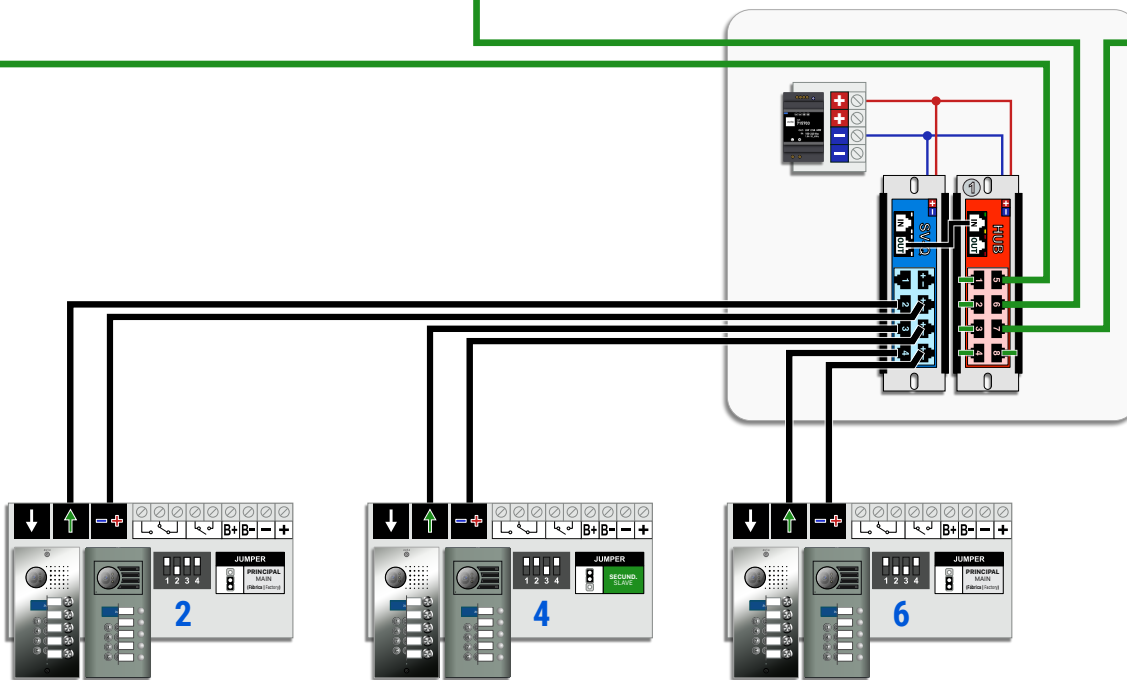 +
+
−
−
1
+
−
+
−
IN
OUT
IN
OUT
HUB
1
2
3
4
1
2
3
4
5
6
7
8
− +
B+ B− − +
1 2 3 4
JUMPER
PRINCIPAL
MAIN
(Fábrica | Factory)
2
− +
B+ B− − +
1 2 3 4
JUMPER
SECUND.
SLAVE
4
− +
B+ B− − +
1 2 3 4
JUMPER
PRINCIPAL
MAIN
(Fábrica | Factory)
6